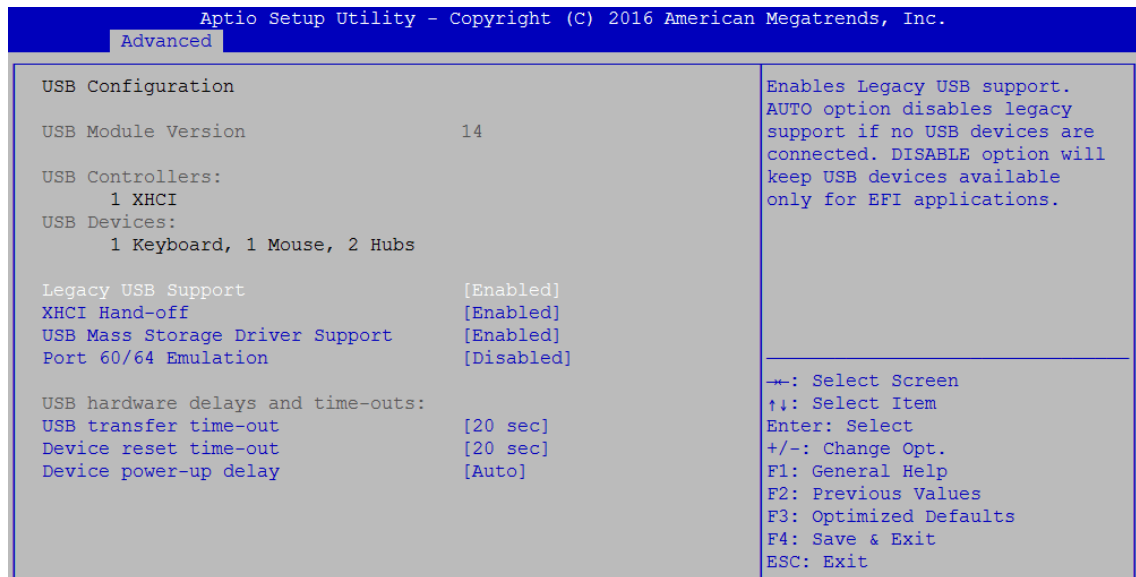 Aptio Setup Utility - Copyright (C) 2016 American Megatrends, Inc.
Advanced
USB Configuration
USB Module Version 14
USB Controllers:
1 XHCI
USB Devices:
1 Keyboard, 1 Mouse, 2 Hubs
Legacy USB Support [Enabled]
XHCI Hand-off [Enabled]
USB Mass Storage Driver Support [Enabled]
Port 60/64 Emulation [Disabled]
USB hardware delays and time-outs:
USB transfer time-out [20 sec]
Device reset time-out [20 sec]
Device power-up delay [Auto]
Enables Legacy USB support.
AUTO option disables legacy
support if no USB devices are
connected. DISABLE option will
keep USB devices available
only for EFI applications.
→←: Select Screen
↑↓: Select Item
Enter: Select
+/-: Change Opt.
F1: General Help
F2: Previous Values
F3: Optimized Defaults
F4: Save & Exit
ESC: Exit